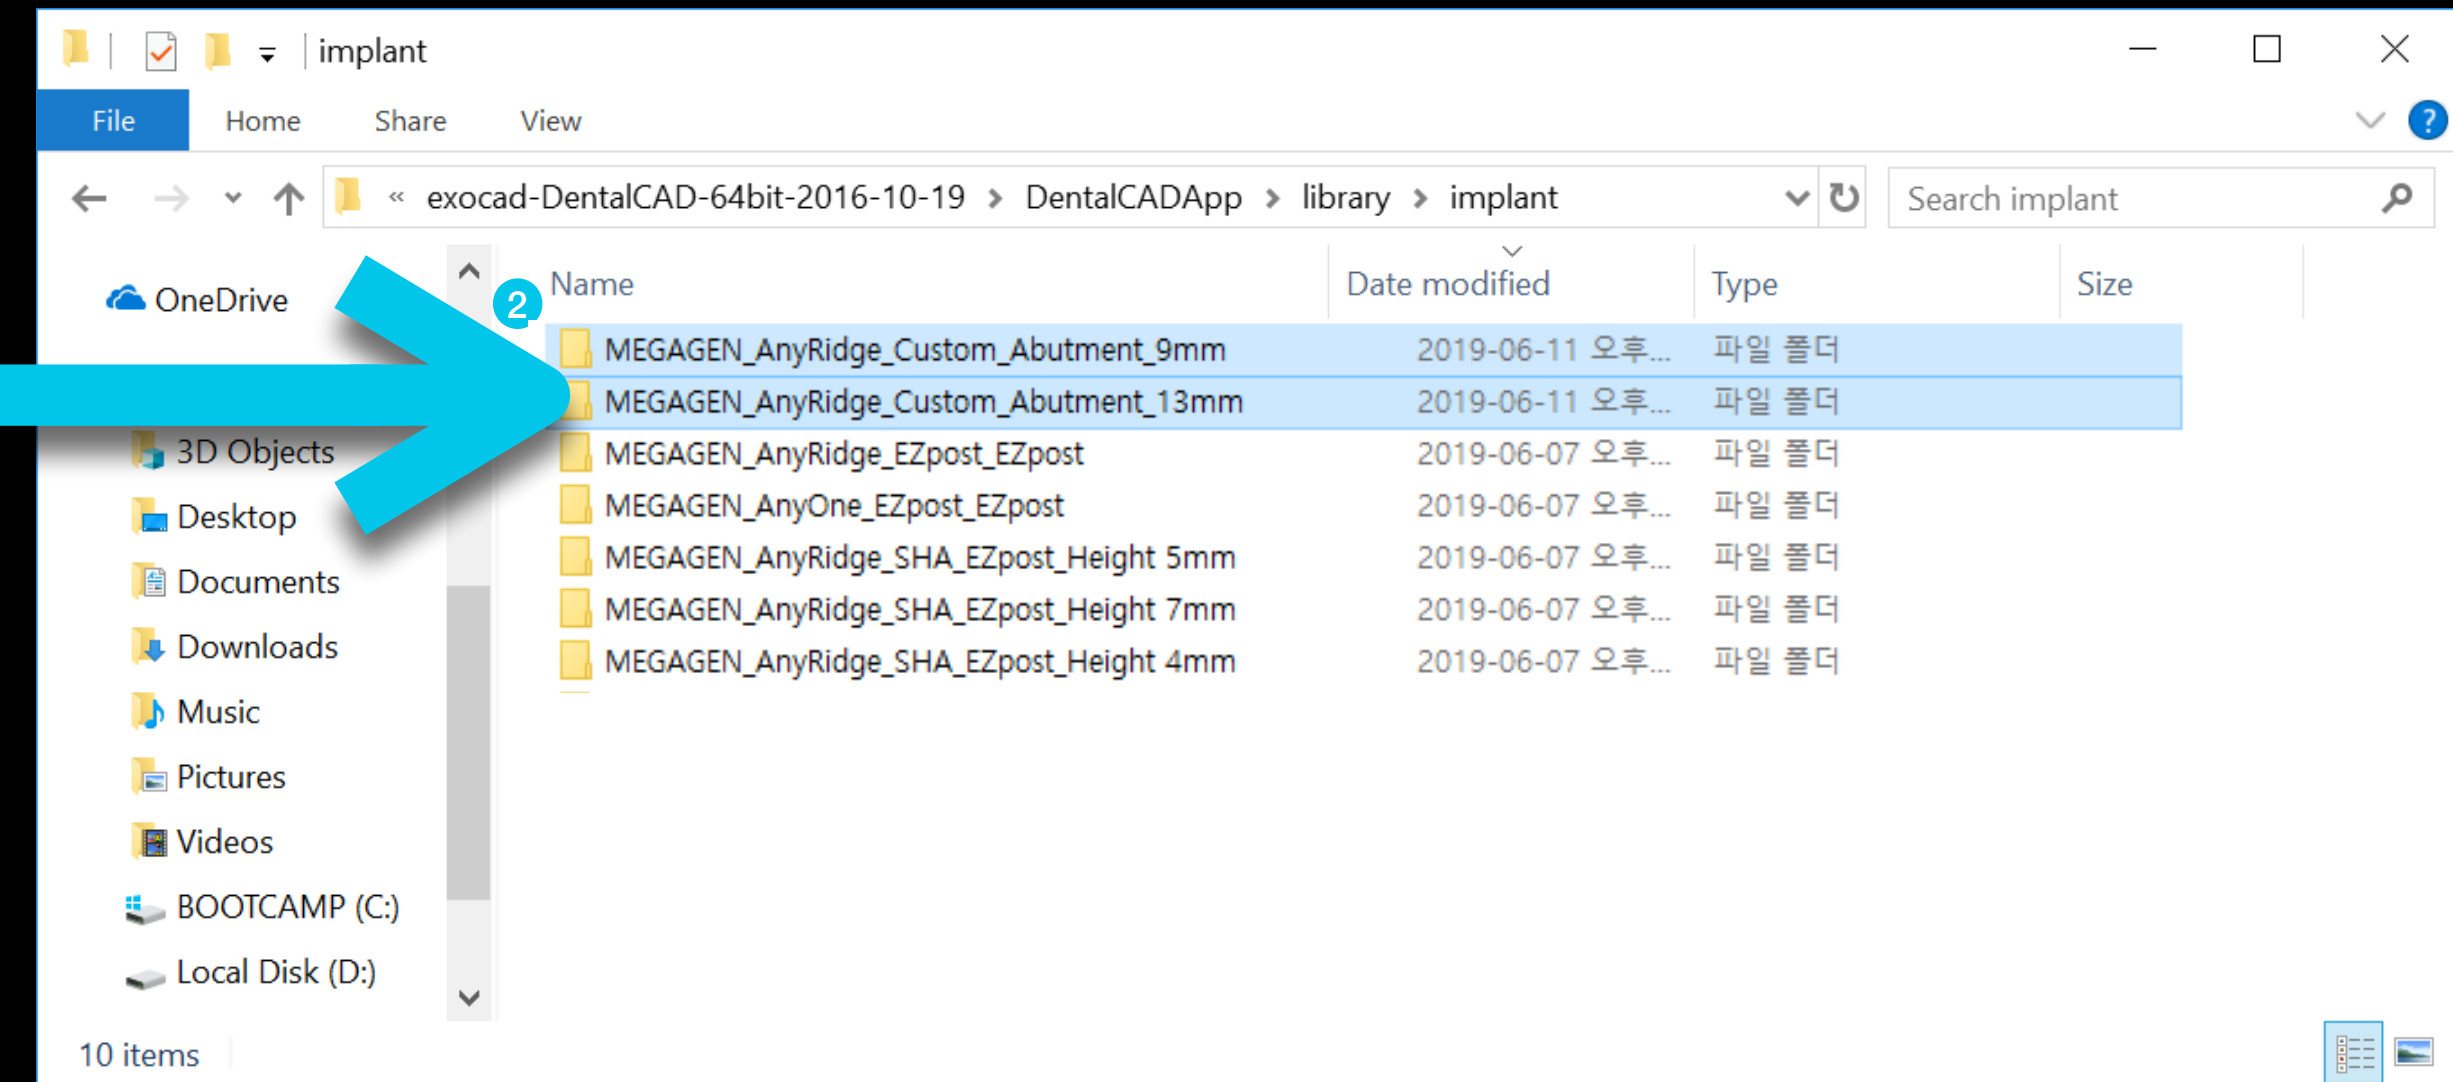 implant
File Home Share View
« exocad-DentalCAD-64bit-2016-10-19 > DentalCADApp > library > implant
Search implant
Name Date modified Type Size
OneDrive
2
MEGAGEN_AnyRidge_Custom_Abutment_9mm 2019-06-11 오후... 파일 폴더
MEGAGEN_AnyRidge_Custom_Abutment_13mm 2019-06-11 오후... 파일 폴더
3D Objects
MEGAGEN_AnyRidge_EZpost_EZpost 2019-06-07 오후... 파일 폴더
Desktop
MEGAGEN_AnyOne_EZpost_EZpost 2019-06-07 오후... 파일 폴더
MEGAGEN_AnyRidge_SHA_EZpost_Height 5mm 2019-06-07 오후... 파일 폴더
Documents
MEGAGEN_AnyRidge_SHA_EZpost_Height 7mm 2019-06-07 오후... 파일 폴더
Downloads
MEGAGEN_AnyRidge_SHA_EZpost_Height 4mm 2019-06-07 오후... 파일 폴더
Music
Pictures
Videos
BOOTCAMP (C:)
Local Disk (D:)
10 items